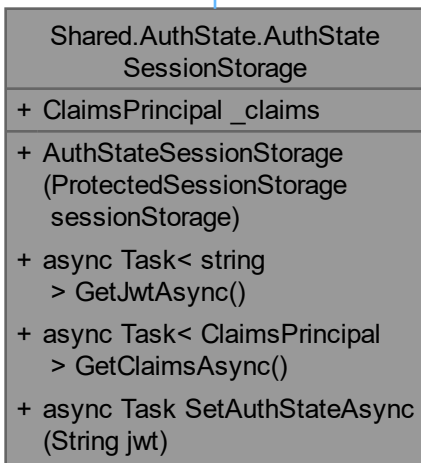 Shared.AuthState.AuthState
SessionStorage
+ ClaimsPrincipal _claims
+ AuthStateSessionStorage
(ProtectedSessionStorage
sessionStorage)
+ async Task< string
> GetJwtAsync()
+ async Task< ClaimsPrincipal
> GetClaimsAsync()
+ async Task SetAuthStateAsync
(String jwt)